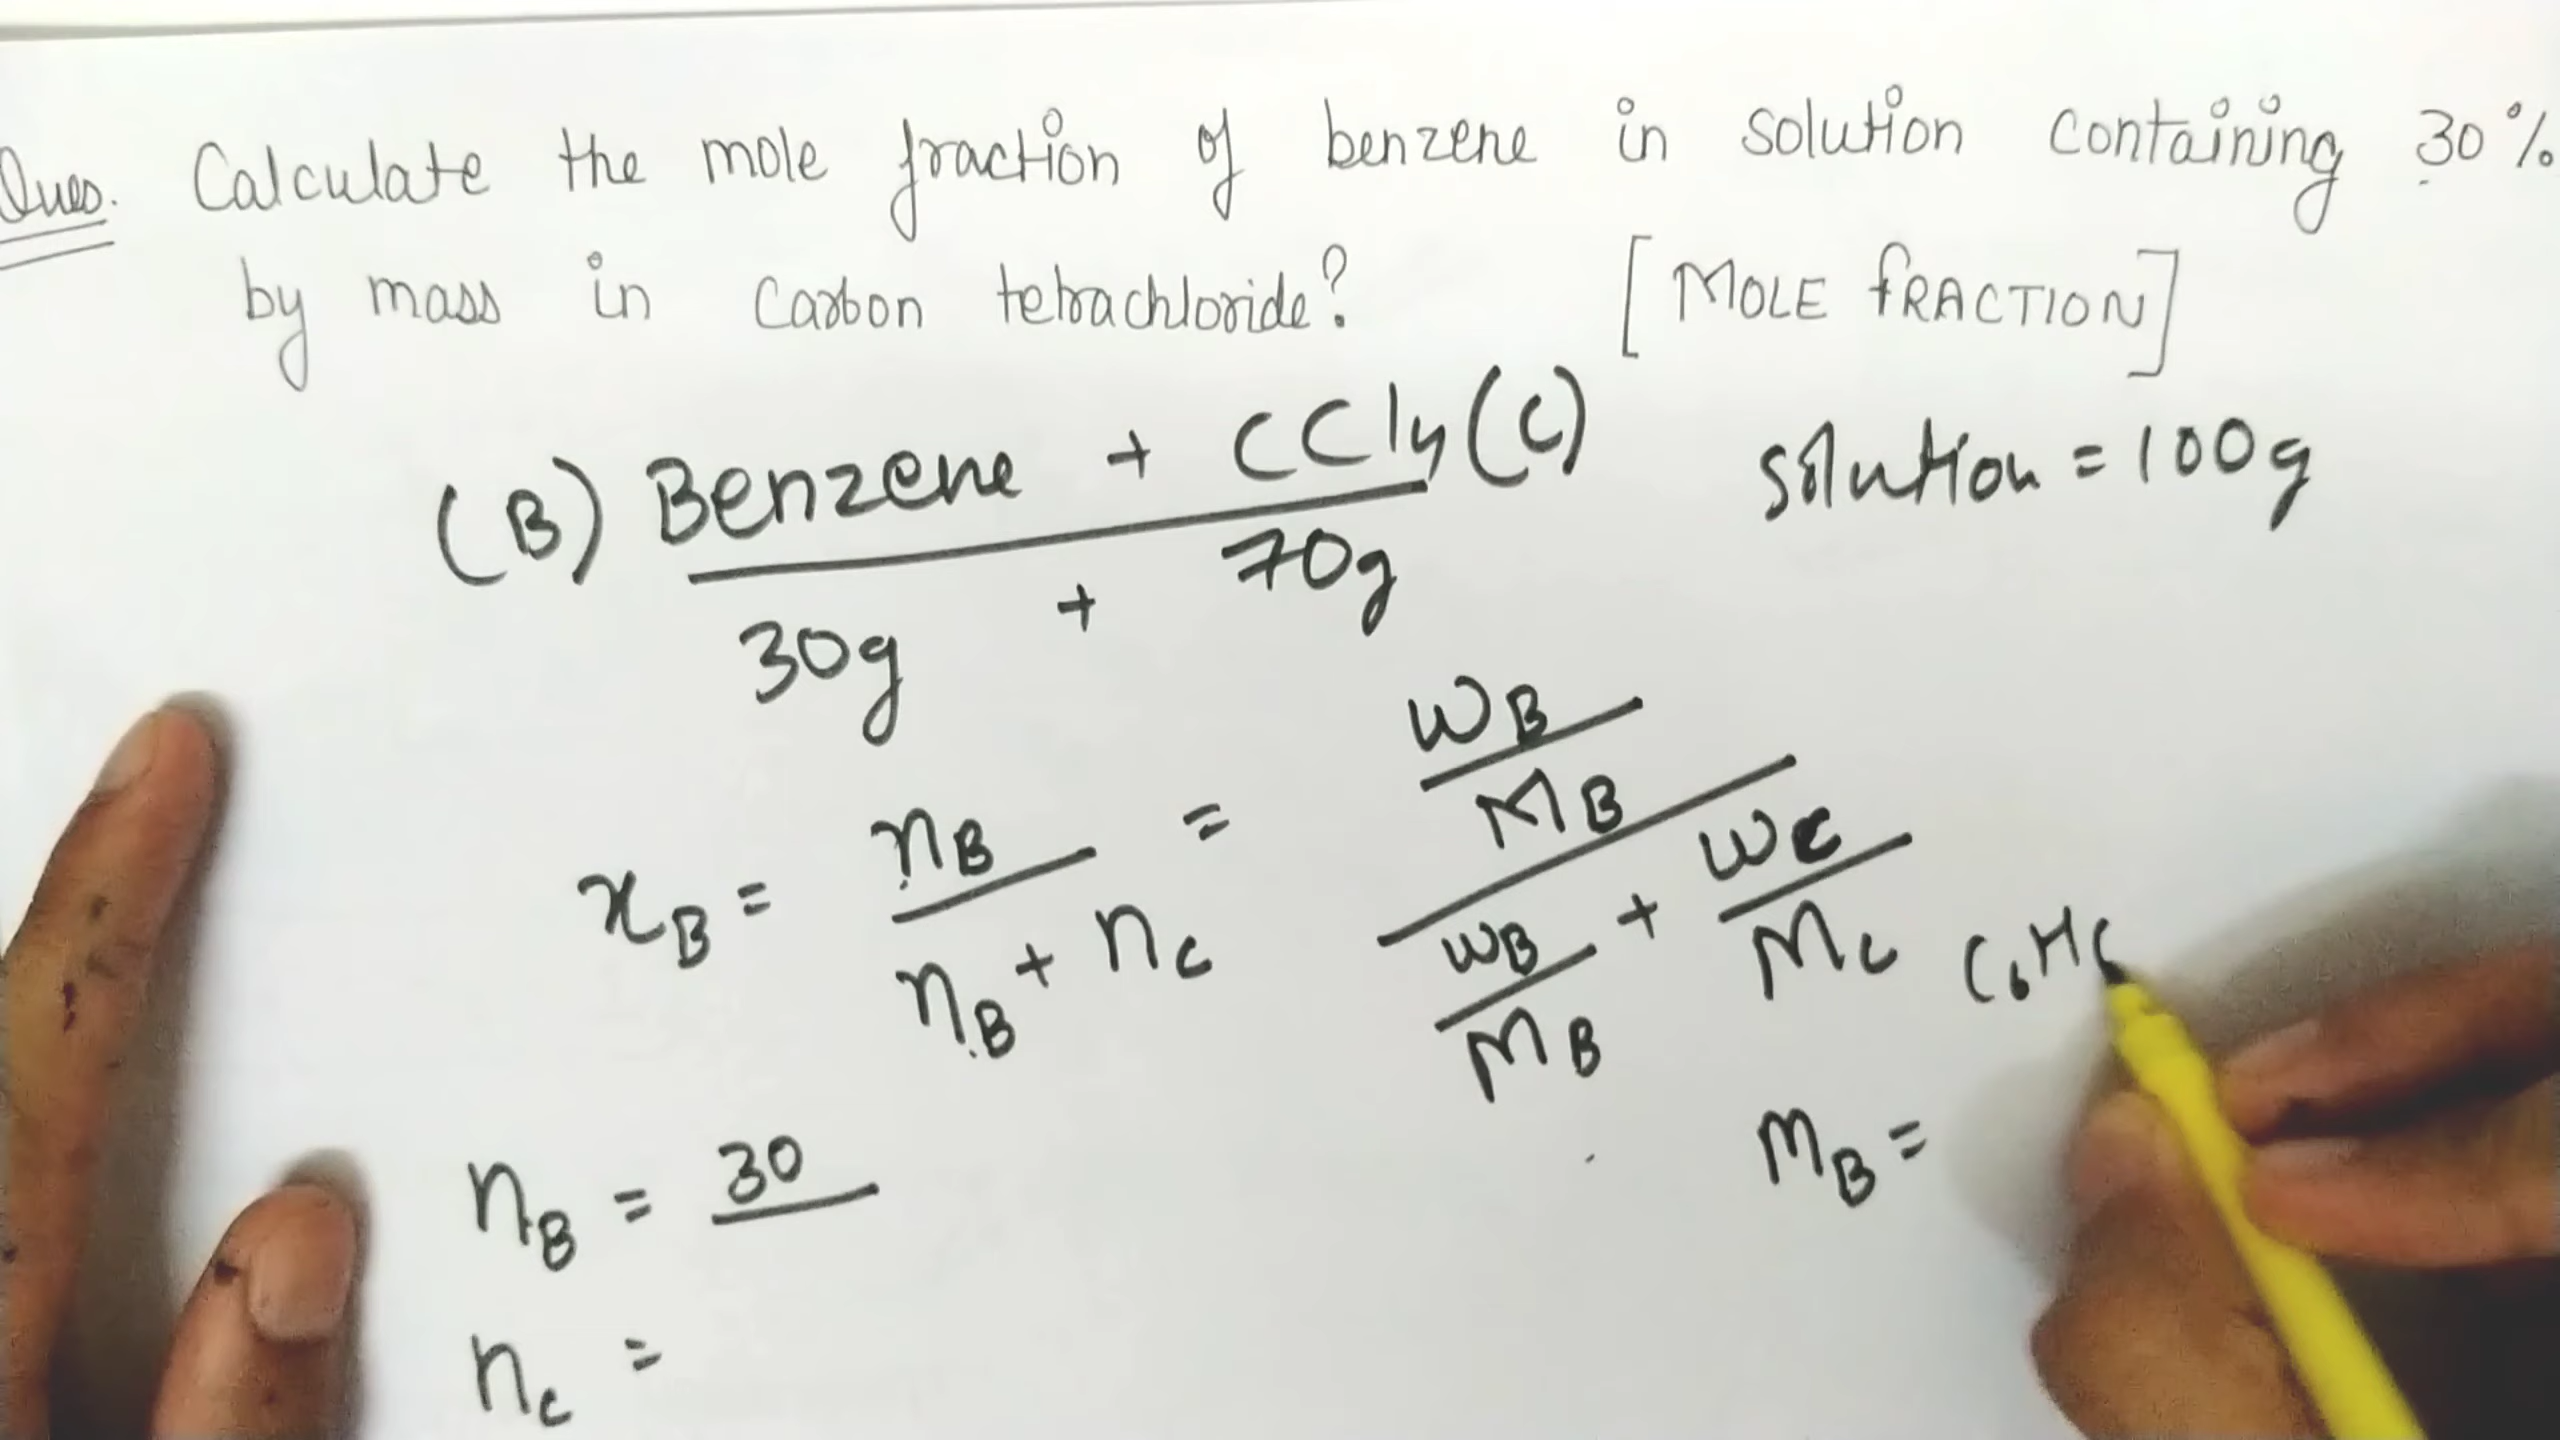 Ques. Calculate the mole fraction of benzene in solution containing 30%
by mass in Carbon tetrachloride? [MOLE fRACTION]
(B) Benzene + CCl4 (C) solution = 100g
30g + 70g
xB = nB / (nB + nC) = (WB / MB) / (WB / MB + WC / MC)
C6H6
MB =
nB = 30
nC =